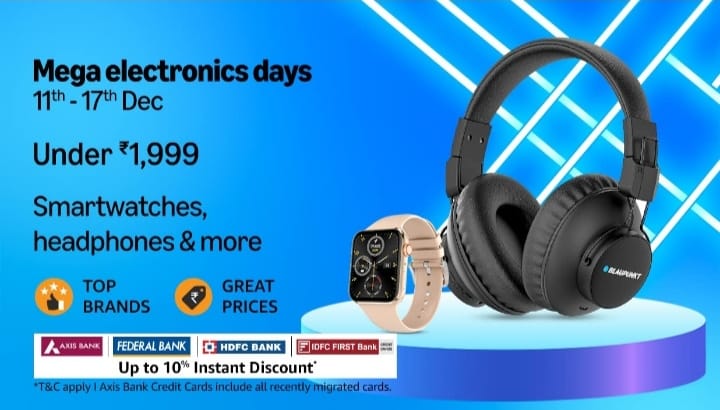 Mega electronics days
11th - 17th Dec
Under ₹1,999
Smartwatches,
headphones & more
TOP
BRANDS
GREAT
PRICES
BLAUPUNKT
AXIS BANK
FEDERAL BANK
HDFC BANK
IDFC FIRST Bank
Up to 10% Instant Discount*
*T&C apply | Axis Bank Credit Cards include all recently migrated cards.